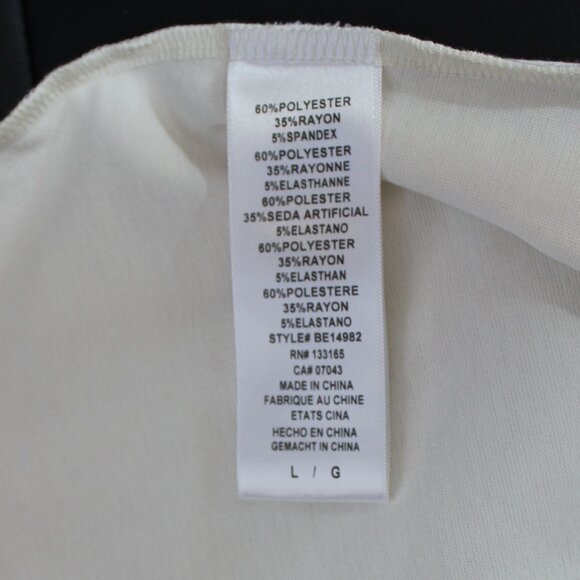 60%POLYESTER
35%RAYON
5%SPANDEX
60%POLYESTER
35%RAYONNE
5%ELASTHANNE
60%POLESTER
35%SEDA ARTIFICIAL
5%ELASTANO
60%POLYESTER
35%RAYON
5%ELASTHAN
60%POLESTERE
35%RAYON
5%ELASTANO
STYLE# BE14982
RN# 133165
CA# 07043
MADE IN CHINA
FABRIQUE AU CHINE
ETATS CINA
HECHO EN CHINA
GEMACHT IN CHINA
L / G